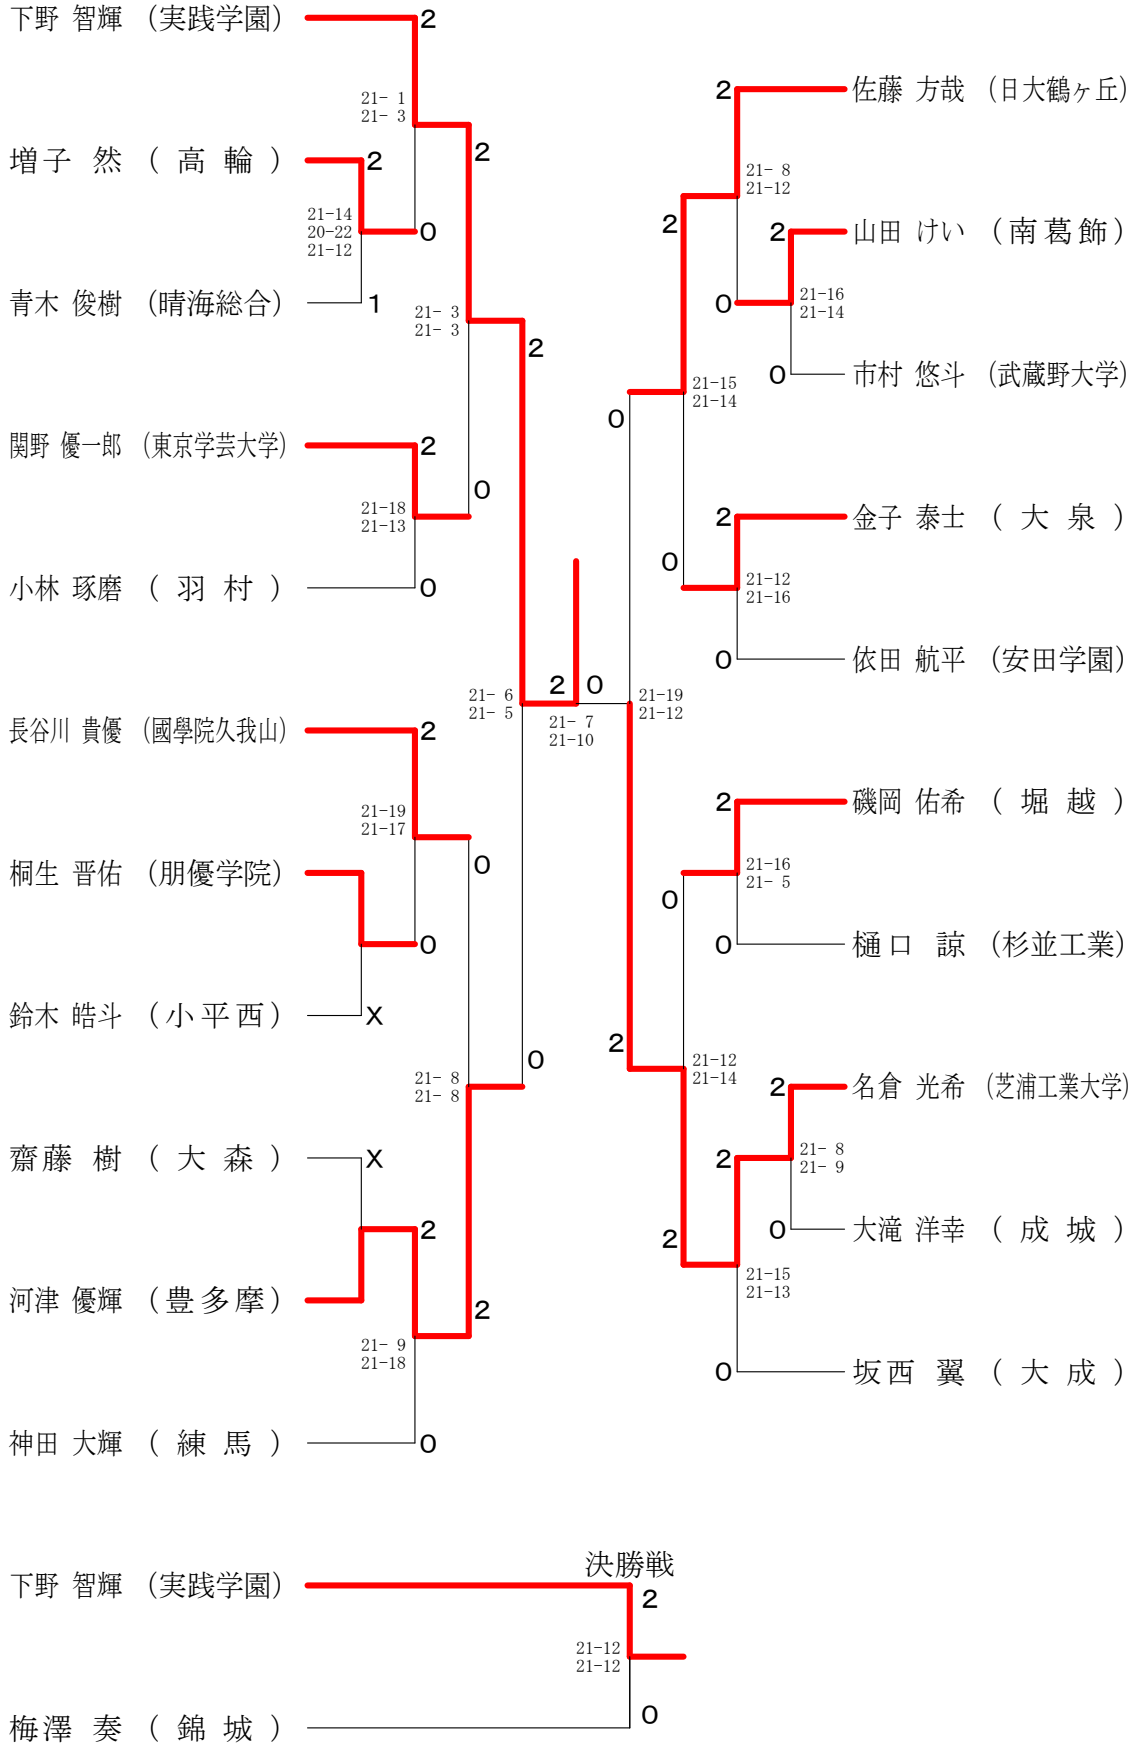 下野 智輝 (実践学園)
2
21- 1
21- 3
2
増子 然 ( 高 輪 )
2
21-14
20-22
21-12
0
青木 俊樹 (晴海総合)
1
21- 3
21- 3
2
関野 優一郎 (東京学芸大学)
2
21-18
21-13
0
小林 琢磨 ( 羽 村 )
0
21- 6
21- 5
2
0
21- 7
21-10
長谷川 貴優 (國學院久我山)
2
21-19
21-17
0
桐生 晋佑 (朋優学院)
0
鈴木 皓斗 (小平西)
X
21- 8
21- 8
0
齋藤 樹 ( 大 森 )
X
2
河津 優輝 (豊多摩)
2
21- 9
21-18
神田 大輝 ( 練 馬 )
0
2
佐藤 方哉 (日大鶴ヶ丘)
21- 8
21-12
2
2
山田 けい (南葛飾)
0
21-16
21-14
0
市村 悠斗 (武蔵野大学)
21-15
21-14
0
2
金子 泰士 ( 大 泉 )
0
21-12
21-16
0
依田 航平 (安田学園)
21-19
21-12
2
磯岡 佑希 ( 堀 越 )
21-16
21- 5
0
0
樋口 諒 (杉並工業)
2
21-12
21-14
2
名倉 光希 (芝浦工業大学)
2
21- 8
21- 9
0
大滝 洋幸 ( 成 城 )
2
21-15
21-13
0
坂西 翼 ( 大 成 )
決勝戦
下野 智輝 (実践学園)
2
21-12
21-12
0
梅澤 奏 ( 錦 城 )